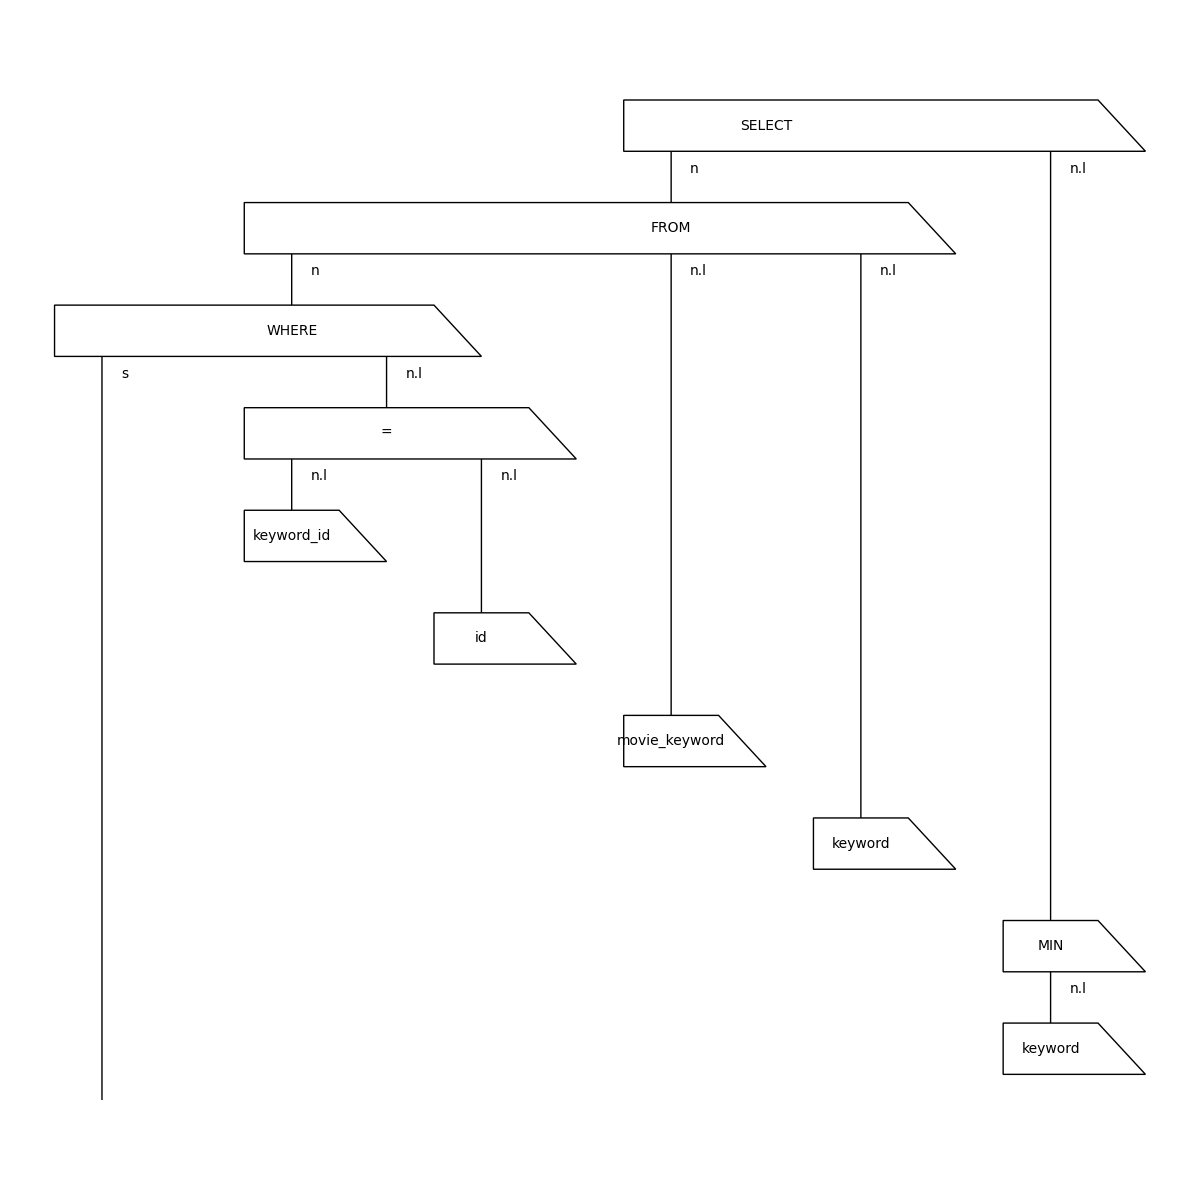 SELECT
n n.l
FROM
n n.l n.l
WHERE
s n.l
=
n.l n.l
keyword_id
id
movie_keyword
keyword
MIN
n.l
keyword